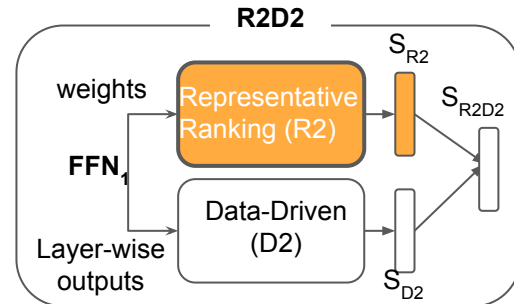 R2D2
S_R2
weights
Representative
Ranking (R2)
S_R2D2
FFN_1
Data-Driven
(D2)
Layer-wise
outputs
S_D2